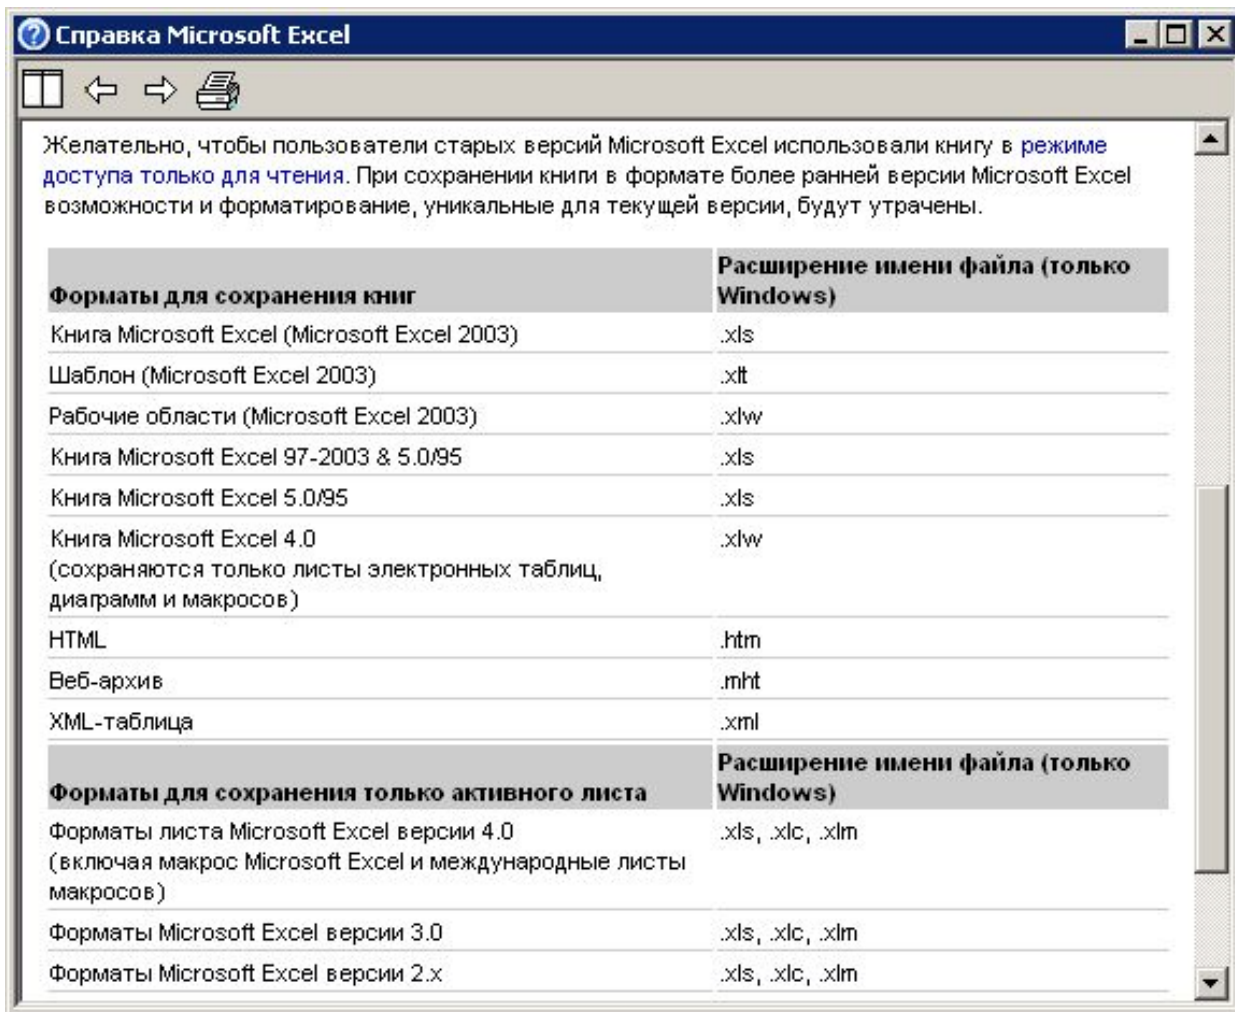 Справка Microsoft Excel
Желательно, чтобы пользователи старых версий Microsoft Excel использовали книгу в режиме
доступа только для чтения. При сохранении книги в формате более ранней версии Microsoft Excel
возможности и форматирование, уникальные для текущей версии, будут утрачены.
Форматы для сохранения книг
Расширение имени файла (только
Windows)
Книга Microsoft Excel (Microsoft Excel 2003) .xls
Шаблон (Microsoft Excel 2003) .xlt
Рабочие области (Microsoft Excel 2003) .xlw
Книга Microsoft Excel 97-2003 & 5.0/95 .xls
Книга Microsoft Excel 5.0/95 .xls
Книга Microsoft Excel 4.0 .xlw
(сохраняются только листы электронных таблиц,
диаграмм и макросов)
HTML .htm
Веб-архив .mht
XML-таблица .xml
Форматы для сохранения только активного листа
Расширение имени файла (только
Windows)
Форматы листа Microsoft Excel версии 4.0 .xls, .xlc, .xlm
(включая макрос Microsoft Excel и международные листы
макросов)
Форматы Microsoft Excel версии 3.0 .xls, .xlc, .xlm
Форматы Microsoft Excel версии 2.x .xls, .xlc, .xlm